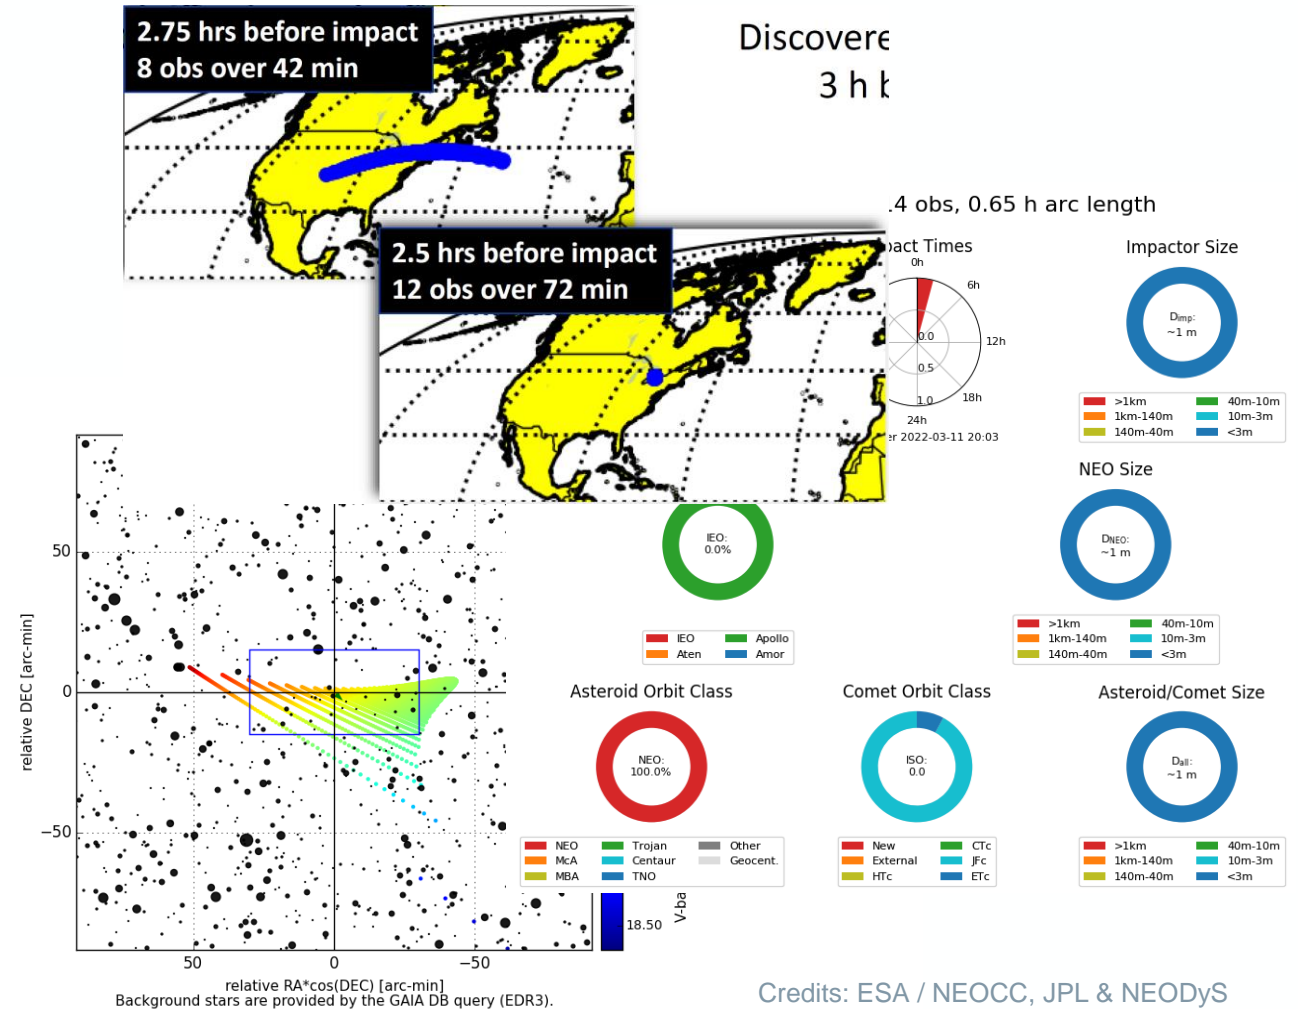 2.75 hrs before impact
8 obs over 42 min
Discovere
3 h b
.4 obs, 0.65 h arc length
2.5 hrs before impact
12 obs over 72 min
pact Times
0h
6h
12h
18h
24h
0.0
0.5
1.0
er 2022-03-11 20:03
Impactor Size
Dimp:
~1 m
>1km
1km-140m
140m-40m
40m-10m
10m-3m
<3m
IEO:
0.0%
IEO
Aten
Apollo
Amor
NEO Size
DNEO:
~1 m
>1km
1km-140m
140m-40m
40m-10m
10m-3m
<3m
Asteroid Orbit Class
NEO:
100.0%
NEO
McA
MBA
Trojan
Centaur
TNO
Other
Geocent.
Comet Orbit Class
ISO:
0.0
New
External
HTc
CTc
JFc
ETc
Asteroid/Comet Size
Dall:
~1 m
>1km
1km-140m
140m-40m
40m-10m
10m-3m
<3m
relative DEC [arc-min]
50
0
−50
50
0
−50
relative RA*cos(DEC) [arc-min]
Background stars are provided by the GAIA DB query (EDR3).
18.50
V-ba
Credits: ESA / NEOCC, JPL & NEODyS